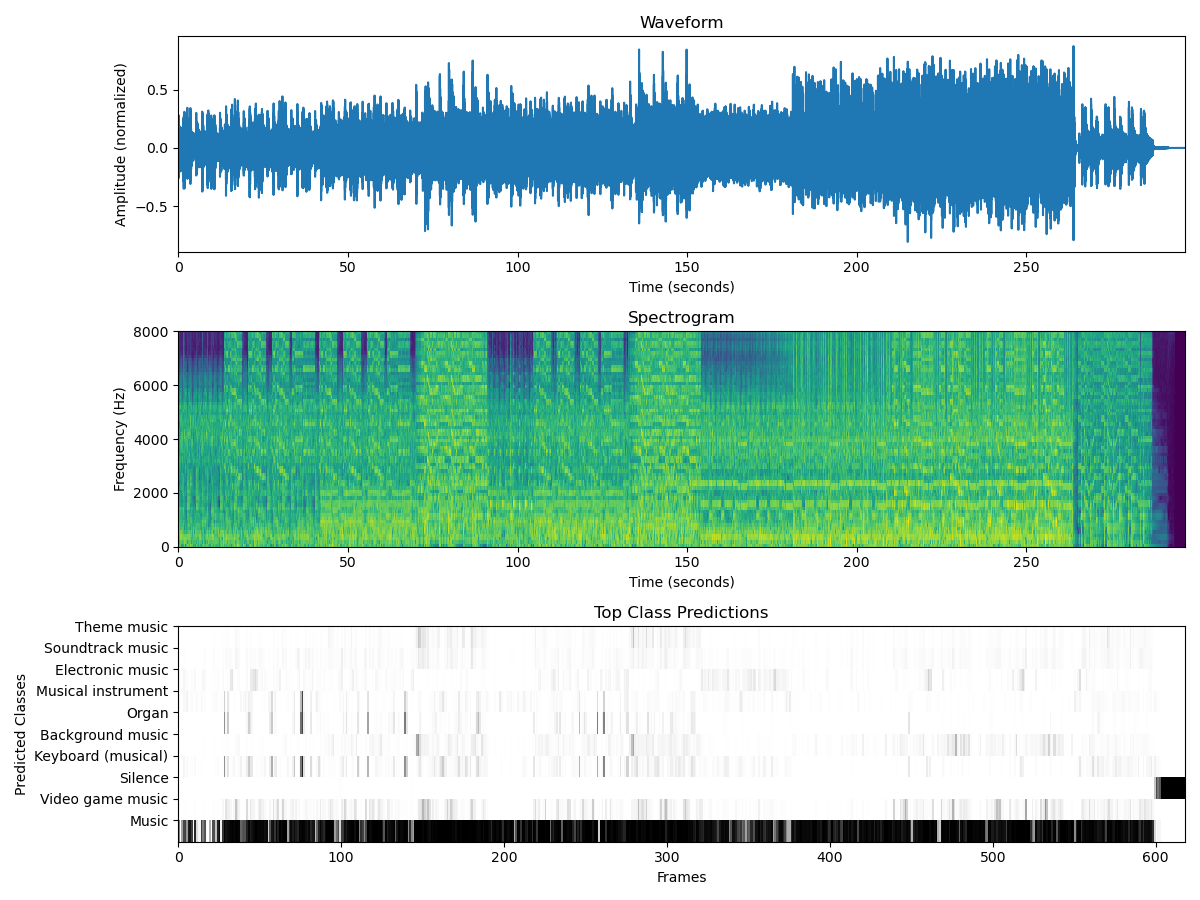 Waveform
Amplitude (normalized)
0.5
0.0
−0.5
0 50 100 150 200 250
Time (seconds)
Spectrogram
Frequency (Hz)
8000
6000
4000
2000
0
0 50 100 150 200 250
Time (seconds)
Top Class Predictions
Predicted Classes
Theme music
Soundtrack music
Electronic music
Musical instrument
Organ
Background music
Keyboard (musical)
Silence
Video game music
Music
0 100 200 300 400 500 600
Frames